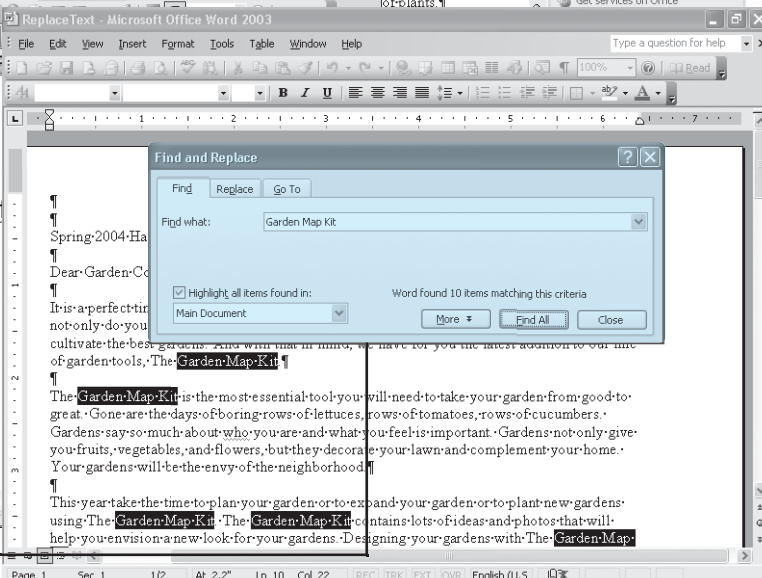 of plants.¶
Get services on Office
ReplaceText - Microsoft Office Word 2003
File Edit View Insert Format Tools Table Window Help Type a question for help
100% Read
B I U
1 2 3 4 5 6 7
Find and Replace
Find Replace Go To
Find what: Garden Map Kit
Highlight all items found in: Word found 10 items matching this criteria
Main Document
More Find All Close
¶
¶
Spring·2004·Ha
¶
Dear·Garden·Co
¶
It·is·a·perfect·tin
not·only·do·you
cultivate·the·best·gardens.·And·with·that·in·mind,·we·have·for·you·the·latest·addition·to·our·line
of·garden·tools,·The·Garden·Map·Kit.¶
¶
The·Garden·Map·Kit·is·the·most·essential·tool·you·will·need·to·take·your·garden·from·good·to·
great.·Gone·are·the·days·of·boring·rows·of·lettuces,·rows·of·tomatoes,·rows·of·cucumbers.·
Gardens·say·so·much·about·who·you·are·and·what·you·feel·is·important.·Gardens·not·only·give·
you·fruits,·vegetables,·and·flowers,·but·they·decorate·your·lawn·and·complement·your·home.·
Your·gardens·will·be·the·envy·of·the·neighborhood.¶
¶
This·year·take·the·time·to·plan·your·garden·or·to·expand·your·garden·or·to·plant·new·gardens·
using·The·Garden·Map·Kit.·The·Garden·Map·Kit·contains·lots·of·ideas·and·photos·that·will·
help·you·envision·a·new·look·for·your·gardens.·Designing·your·gardens·with·The·Garden·Map·
Page 1 Sec 1 1/2 At 2.2" Ln 10 Col 22 REC TRK EXT OVR English (U.S